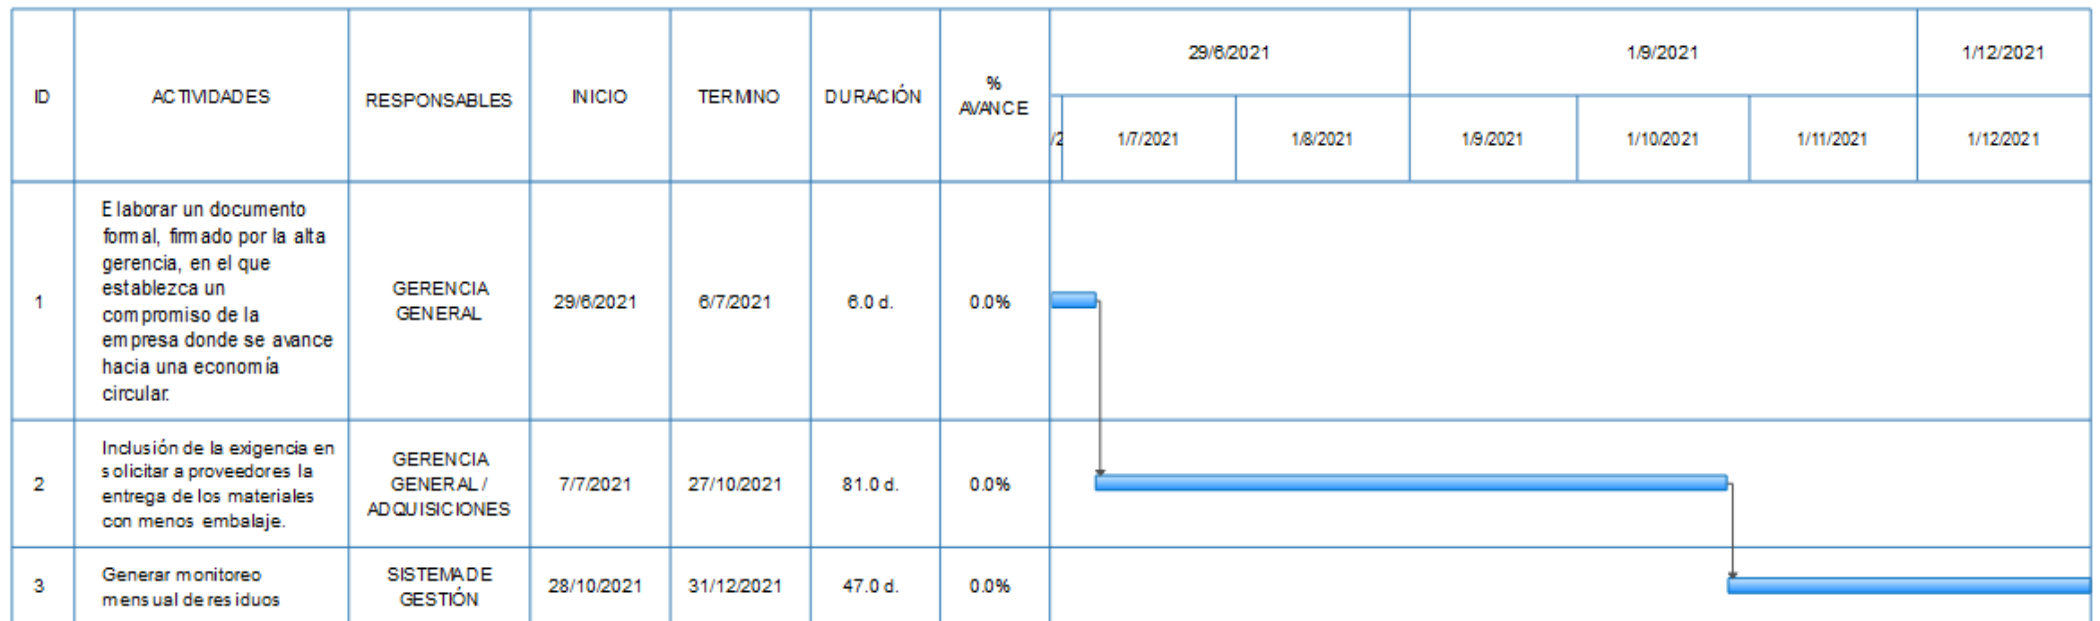 29/6/2021
1/9/2021
1/12/2021
ID
ACTIVIDADES
RESPONSABLES
INICIO
TERMINO
DURACIÓN
%
AVANCE
/2
1/7/2021
1/8/2021
1/9/2021
1/10/2021
1/11/2021
1/12/2021
1
Elaborar un documento
formal, firmado por la alta
gerencia, en el que
establezca un
compromiso de la
empresa donde se avance
hacia una economía
circular.
GERENCIA
GENERAL
29/6/2021
6/7/2021
6.0 d.
0.0%
2
Inclusión de la exigencia en
solicitar a proveedores la
entrega de los materiales
con menos embalaje.
GERENCIA
GENERAL /
ADQUISICIONES
7/7/2021
27/10/2021
81.0 d.
0.0%
3
Generar monitoreo
mensual de residuos
SISTEMA DE
GESTIÓN
28/10/2021
31/12/2021
47.0 d.
0.0%